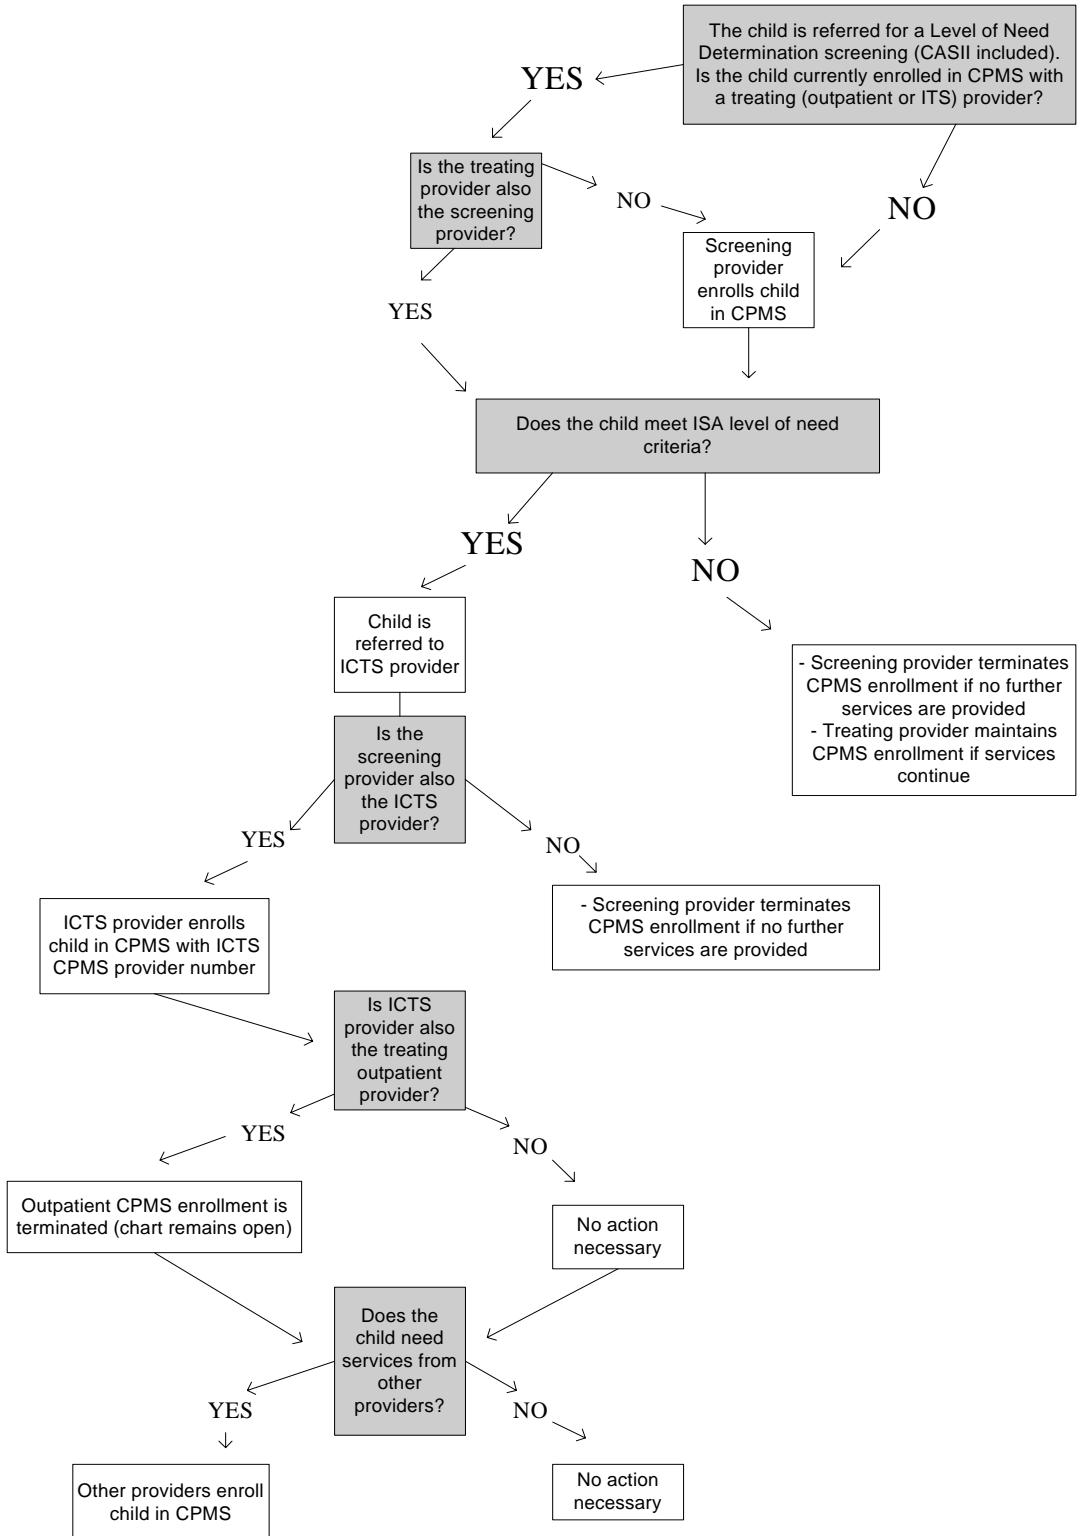 The child is referred for a Level of Need
Determination screening (CASII included).
Is the child currently enrolled in CPMS with
a treating (outpatient or ITS) provider?
YES
NO
Is the treating
provider also
the screening
provider?
NO
YES
Screening
provider
enrolls child
in CPMS
Does the child meet ISA level of need
criteria?
YES
NO
Child is
referred to
ICTS provider
- Screening provider terminates
CPMS enrollment if no further
services are provided
- Treating provider maintains
CPMS enrollment if services
continue
Is the
screening
provider also
the ICTS
provider?
YES
NO
ICTS provider enrolls
child in CPMS with ICTS
CPMS provider number
- Screening provider terminates
CPMS enrollment if no further
services are provided
Is ICTS
provider also
the treating
outpatient
provider?
YES
NO
Outpatient CPMS enrollment is
terminated (chart remains open)
No action
necessary
Does the
child need
services from
other
providers?
YES
NO
Other providers enroll
child in CPMS
No action
necessary